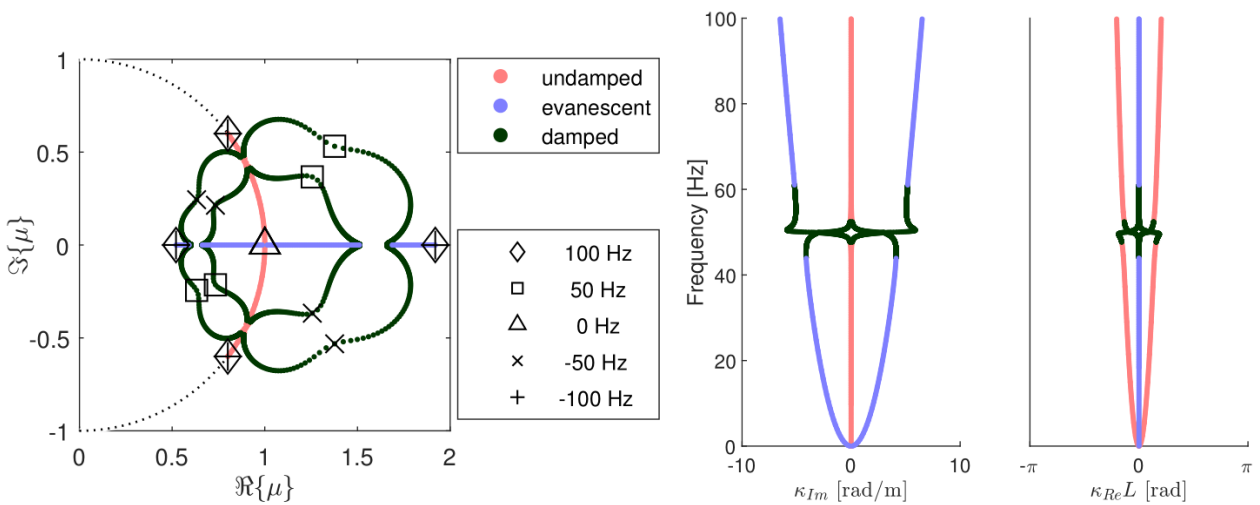 1
0.5
0
-0.5
-1
0
0.5
1
1.5
2
ℑ{μ}
ℜ{μ}
undamped
evanescent
damped
100 Hz
50 Hz
0 Hz
-50 Hz
-100 Hz
100
80
60
40
20
0
Frequency [Hz]
-10
0
10
κ_Im [rad/m]
-π
0
π
κ_Re L [rad]